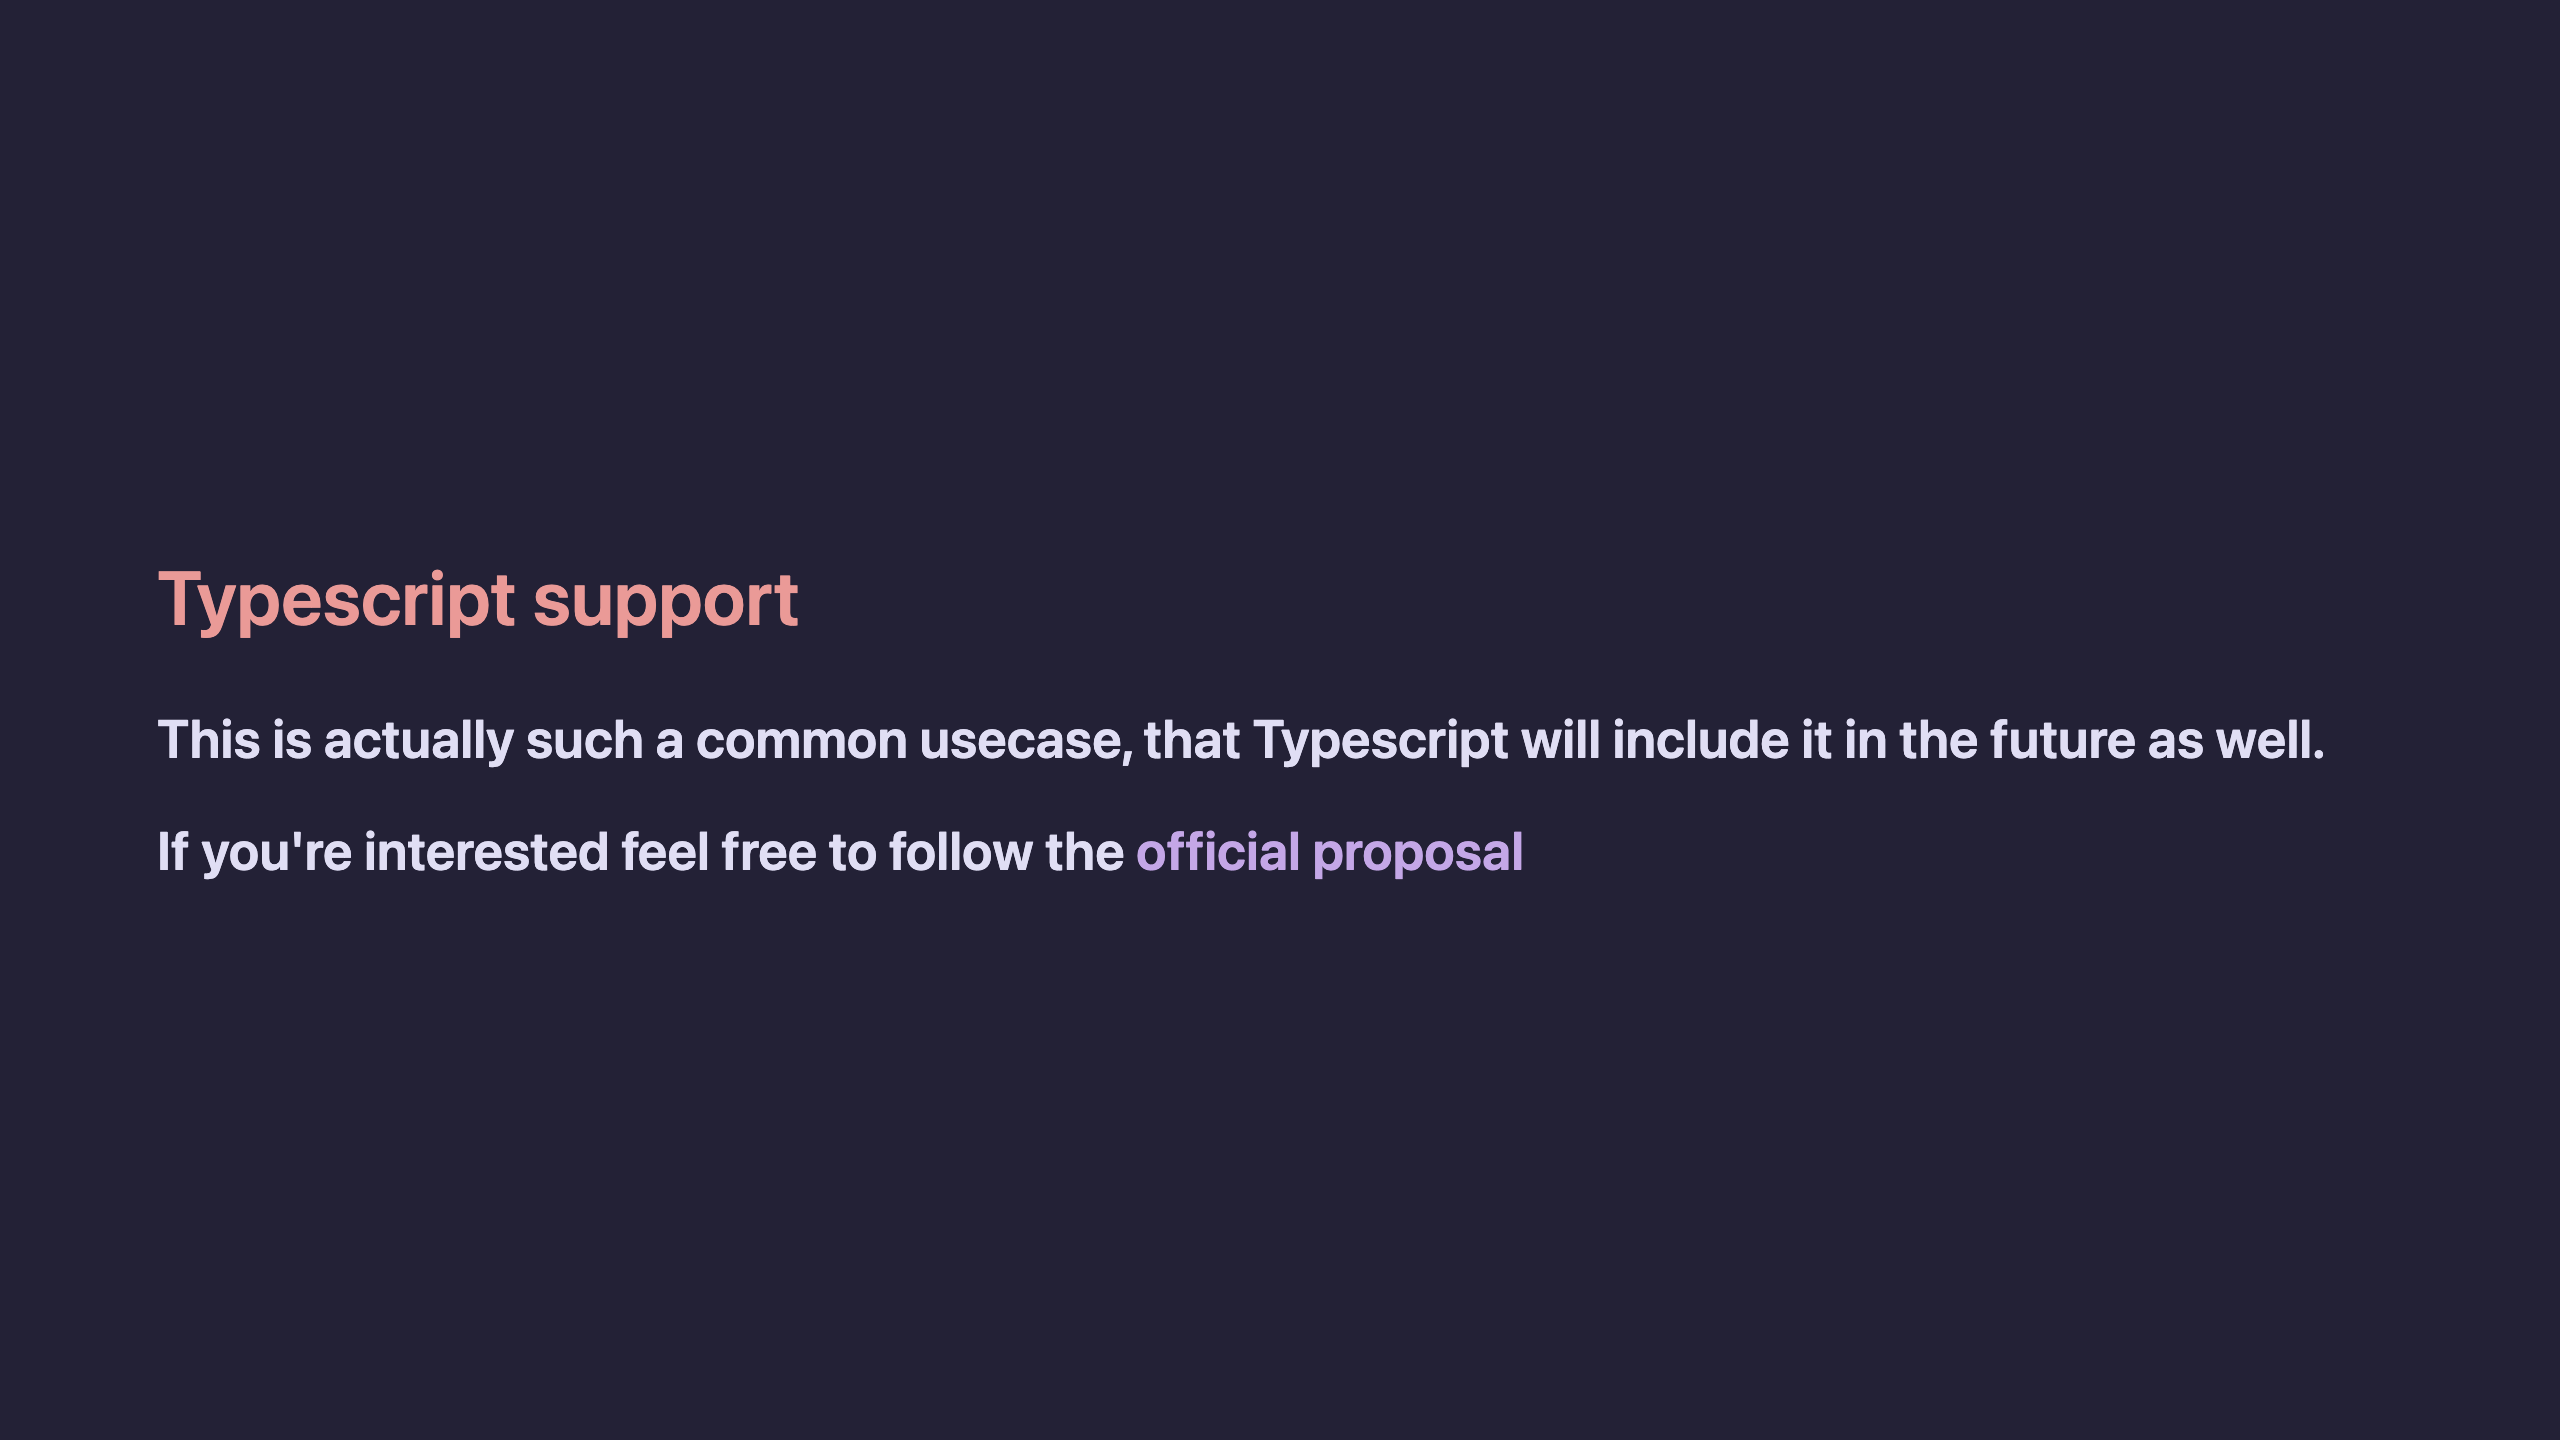 Typescript support
This is actually such a common usecase, that Typescript will include it in the future as well.
If you're interested feel free to follow the official proposal